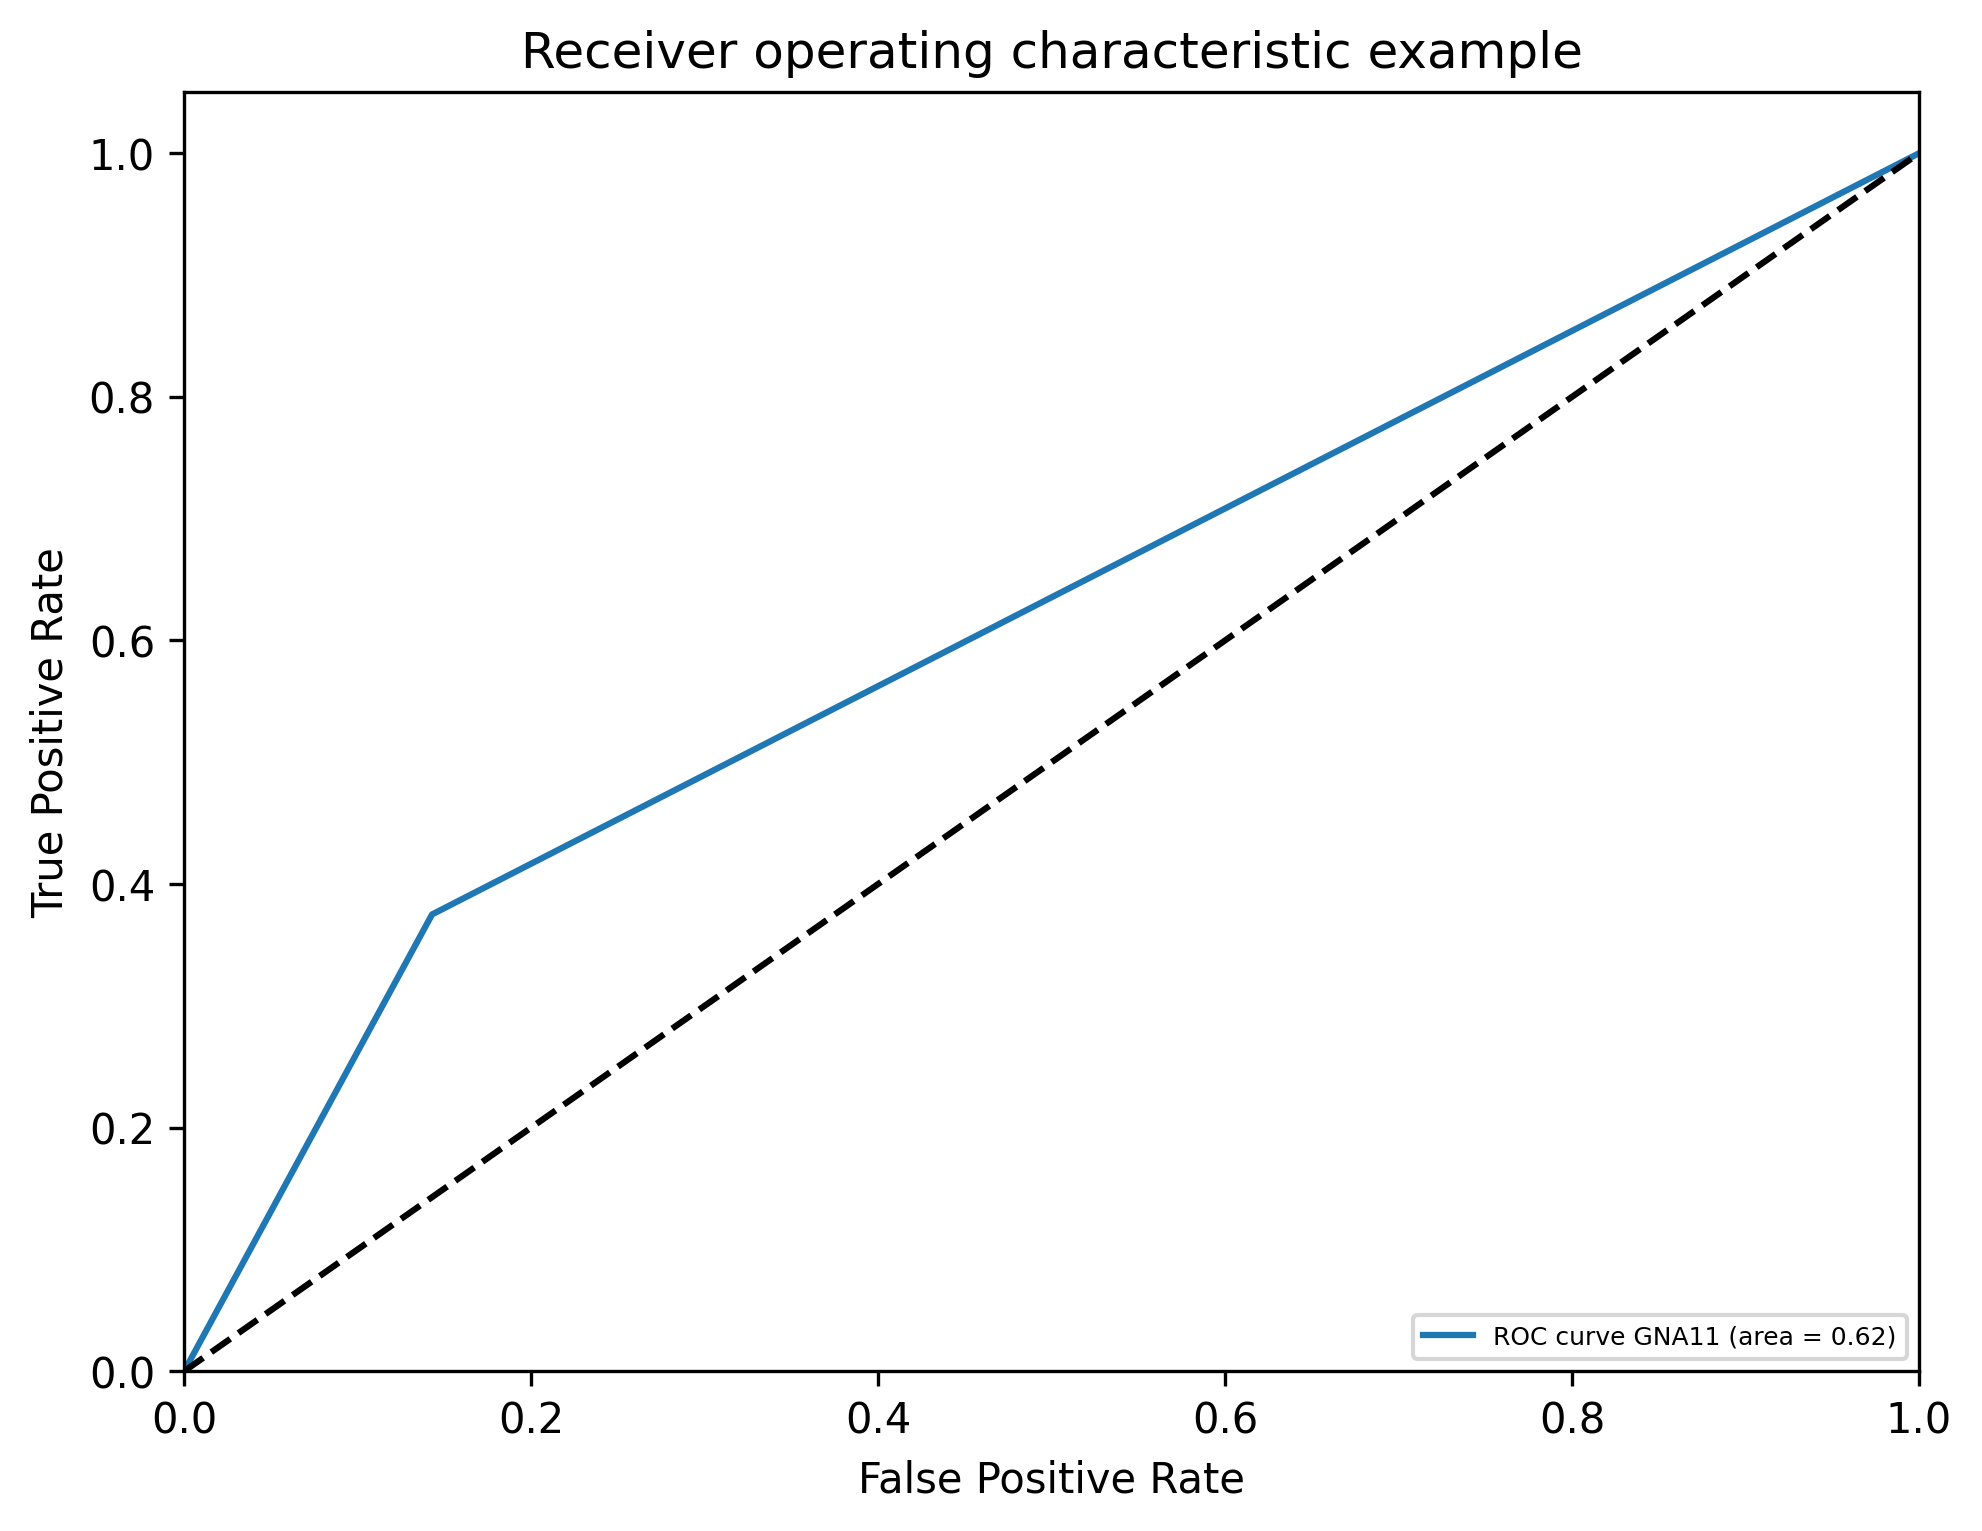 Receiver operating characteristic example
1.0
0.8
0.6
0.4
0.2
0.0
True Positive Rate
ROC curve GNA11 (area = 0.62)
0.0 0.2 0.4 0.6 0.8 1.0
False Positive Rate